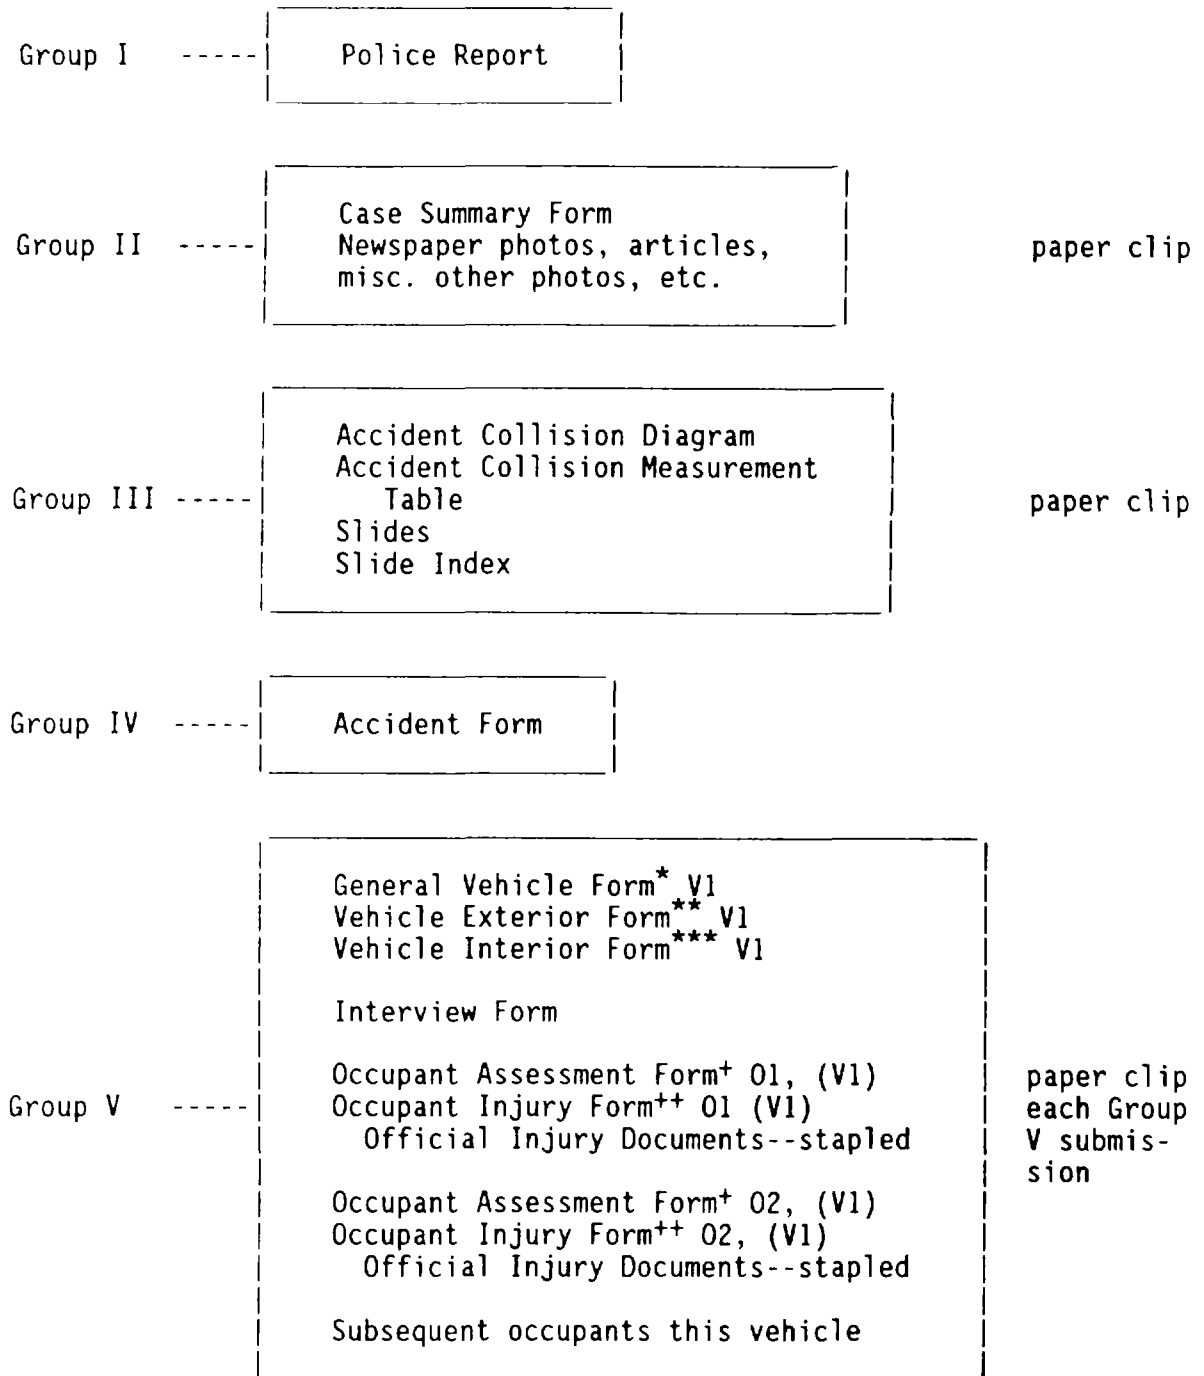 Group I ----- Police Report
Case Summary Form
Group II ----- Newspaper photos, articles, paper clip
misc. other photos, etc.
Accident Collision Diagram
Accident Collision Measurement
Group III ----- Table paper clip
Slides
Slide Index
Group IV ----- Accident Form
General Vehicle Form* V1
Vehicle Exterior Form** V1
Vehicle Interior Form*** V1
Interview Form
Occupant Assessment Form+ O1, (V1) paper clip
Group V ----- Occupant Injury Form++ O1 (V1) each Group
Official Injury Documents--stapled V submis-
sion
Occupant Assessment Form+ O2, (V1)
Occupant Injury Form++ O2, (V1)
Official Injury Documents--stapled
Subsequent occupants this vehicle